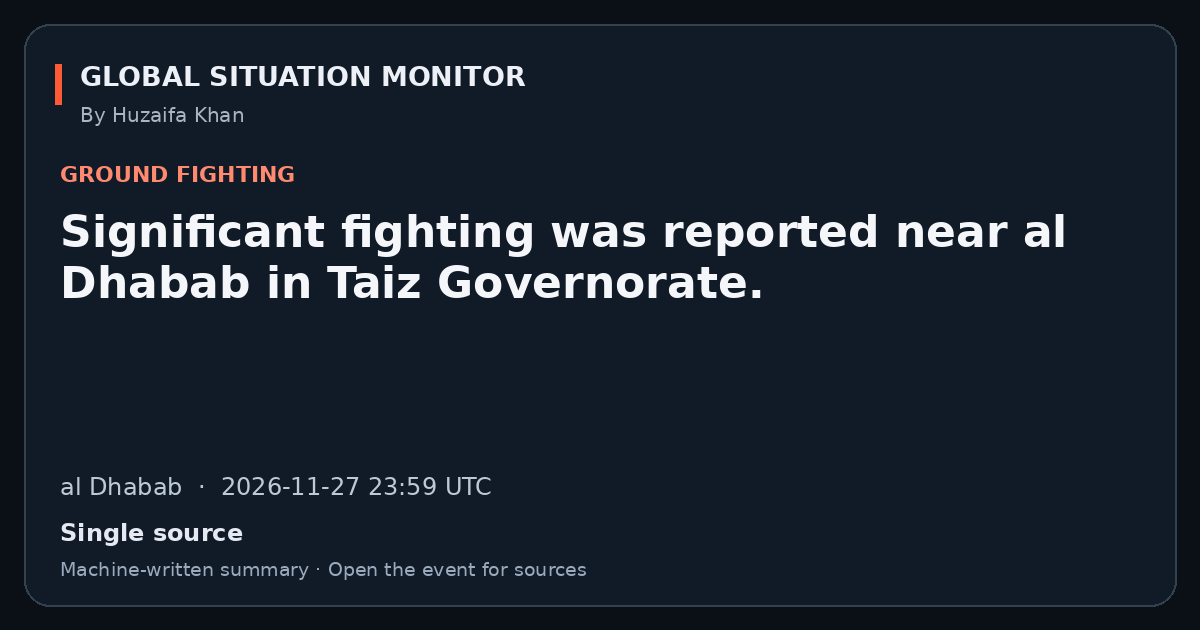 GLOBAL SITUATION MONITOR
By Huzaifa Khan
GROUND FIGHTING
Significant fighting was reported near al
Dhabab in Taiz Governorate.
al Dhabab · 2026-11-27 23:59 UTC
Single source
Machine-written summary · Open the event for sources